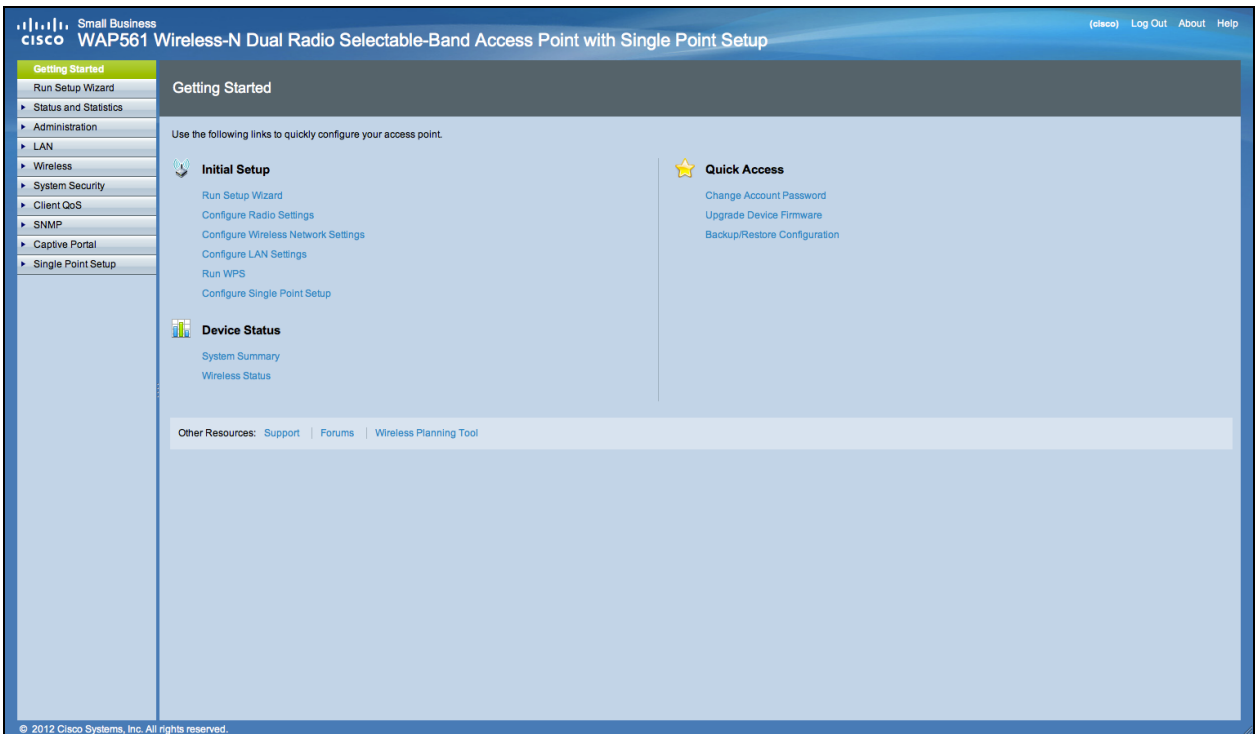 Small Business
CISCO WAP561 Wireless-N Dual Radio Selectable-Band Access Point with Single Point Setup
(cisco) Log Out About Help
Getting Started
Run Setup Wizard
Status and Statistics
Administration
LAN
Wireless
System Security
Client QoS
SNMP
Captive Portal
Single Point Setup
Getting Started
Use the following links to quickly configure your access point.
Initial Setup
Run Setup Wizard
Configure Radio Settings
Configure Wireless Network Settings
Configure LAN Settings
Run WPS
Configure Single Point Setup
Device Status
System Summary
Wireless Status
Quick Access
Change Account Password
Upgrade Device Firmware
Backup/Restore Configuration
Other Resources: Support | Forums | Wireless Planning Tool
© 2012 Cisco Systems, Inc. All rights reserved.